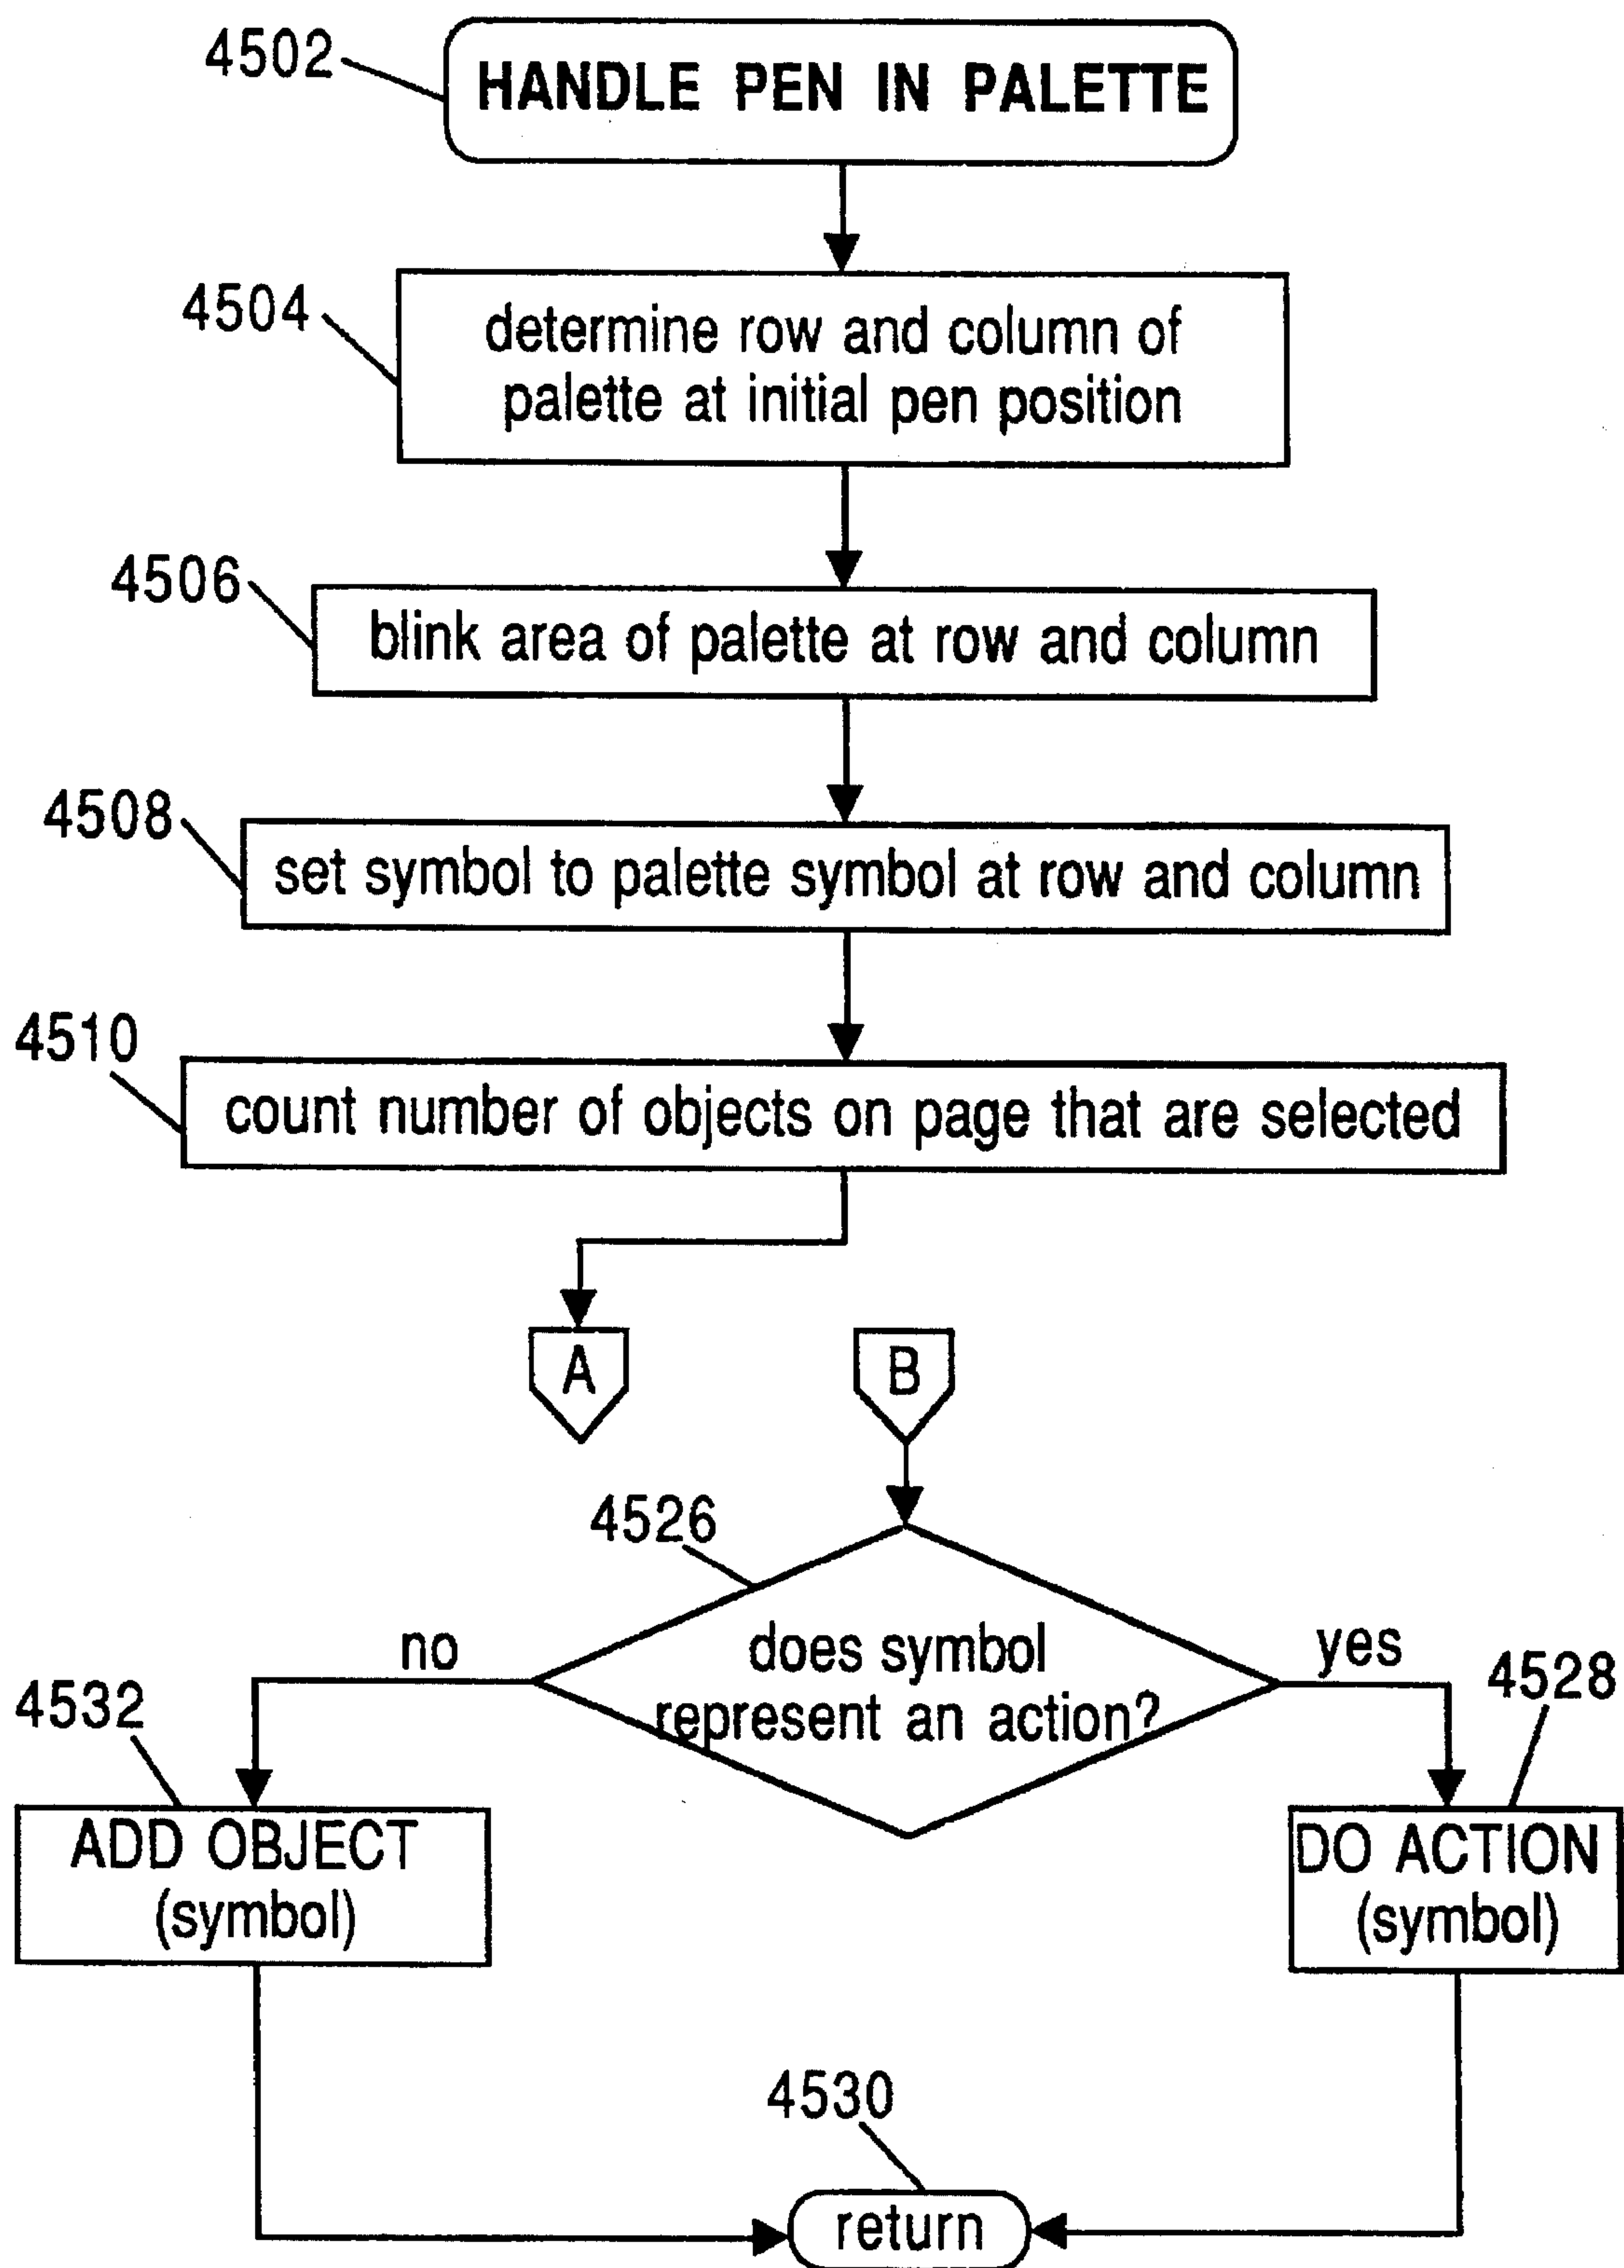 4502
HANDLE PEN IN PALETTE
4504
determine row and column of
palette at initial pen position
4506
blink area of palette at row and column
4508
set symbol to palette symbol at row and column
4510
count number of objects on page that are selected
A
B
4526
does symbol
represent an action?
no
yes
4532
4528
ADD OBJECT
(symbol)
DO ACTION
(symbol)
4530
return